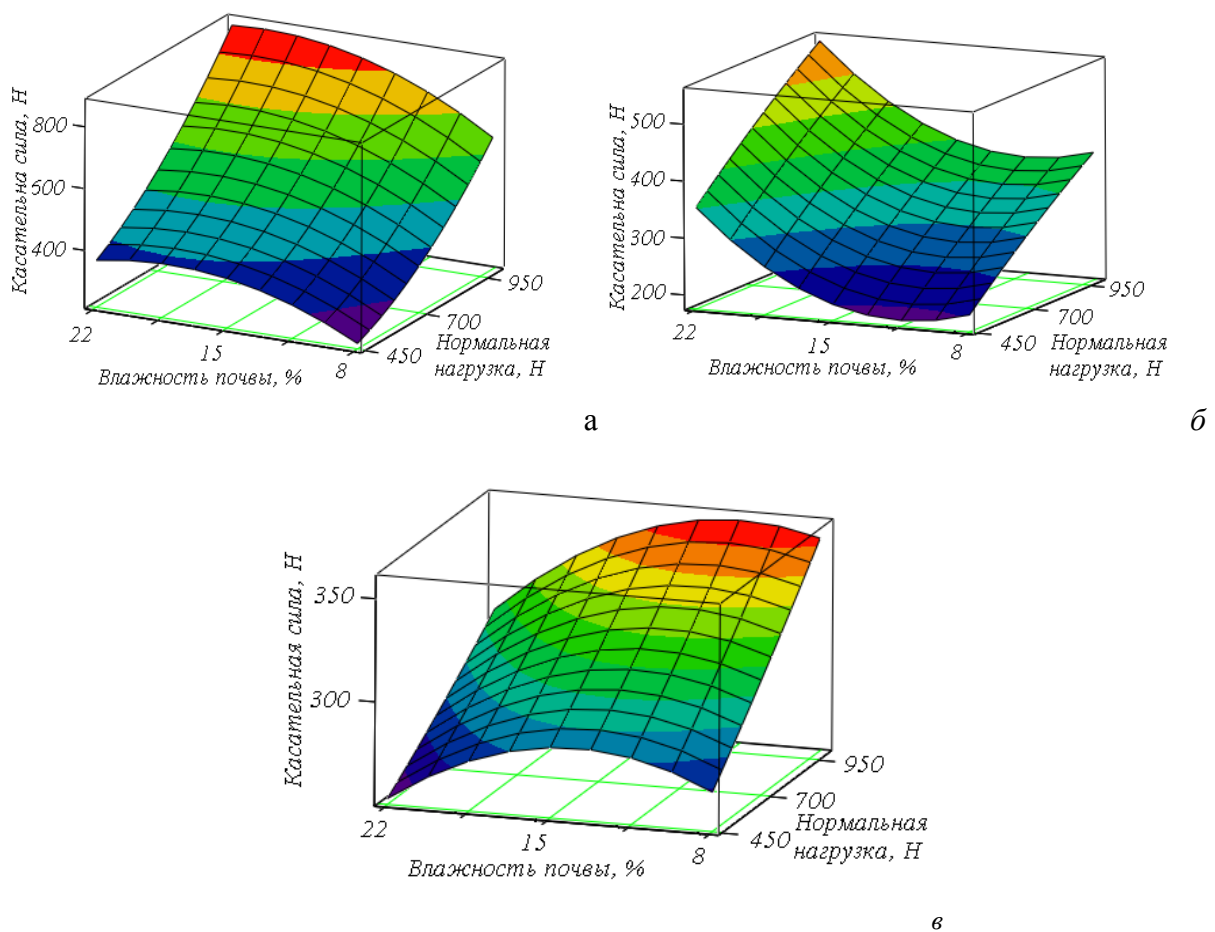 Касательна сила, Н
800
600
400
22
15
8
Влажность почвы, %
950
700
450
Нормальная
нагрузка, Н
а
Касательна сила, Н
500
400
300
200
22
15
8
Влажность почвы, %
950
700
450
Нормальная
нагрузка, Н
б
Касательная сила, Н
350
300
22
15
8
Влажность почвы, %
950
700
450
Нормальная
нагрузка, Н
в